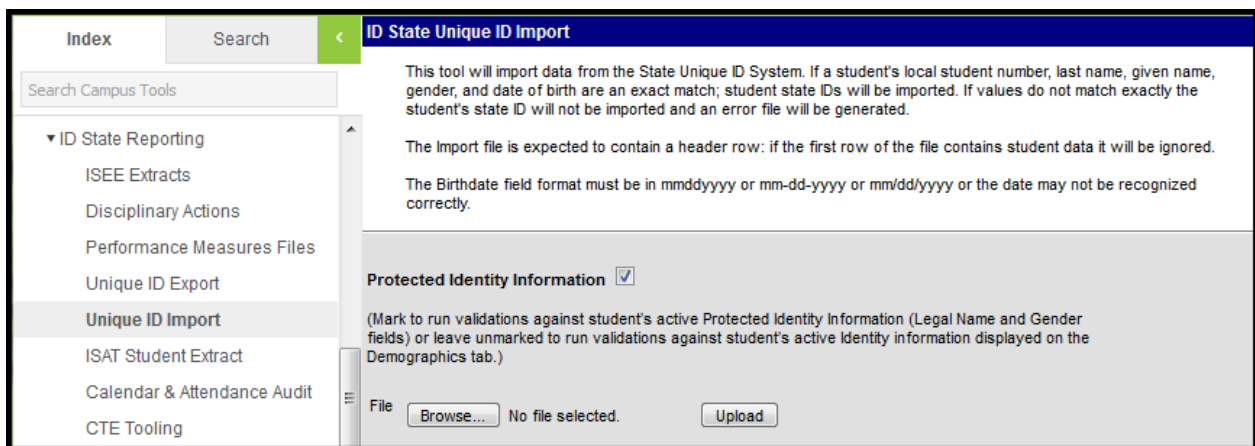 Index
Search
<
Search Campus Tools
▾ ID State Reporting
ISEE Extracts
Disciplinary Actions
Performance Measures Files
Unique ID Export
Unique ID Import
ISAT Student Extract
Calendar & Attendance Audit
CTE Tooling
ID State Unique ID Import
This tool will import data from the State Unique ID System. If a student's local student number, last name, given name,
gender, and date of birth are an exact match; student state IDs will be imported. If values do not match exactly the
student's state ID will not be imported and an error file will be generated.
The Import file is expected to contain a header row: if the first row of the file contains student data it will be ignored.
The Birthdate field format must be in mmddyyyy or mm-dd-yyyy or mm/dd/yyyy or the date may not be recognized
correctly.
Protected Identity Information
(Mark to run validations against student's active Protected Identity Information (Legal Name and Gender
fields) or leave unmarked to run validations against student's active Identity information displayed on the
Demographics tab.)
File Browse... No file selected. Upload